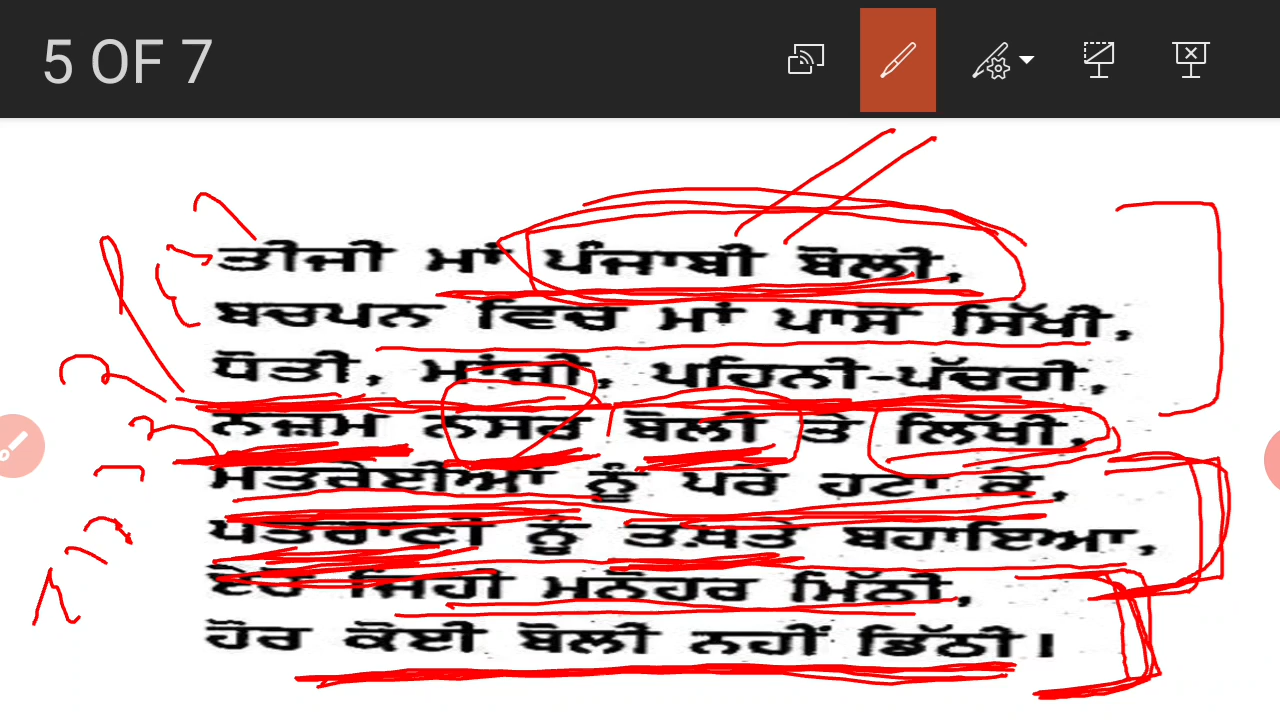 5 OF 7
ਤੀਜੀ ਮਾਂ ਪੰਜਾਬੀ ਬੋਲੀ,
ਬਚਪਨ ਵਿਚ ਮਾਂ ਪਾਸੋਂ ਸਿੱਖੀ,
ਧੋਤੀ, ਮਾਂਜੀ, ਪਹਿਨੀ-ਪੱਚਰੀ,
ਨਜ਼ਮ ਨਸਰ ਬੋਲੀ ਤੇ ਲਿੱਖੀ,
ਮਤਰੇਈਆਂ ਨੂੰ ਪਰੇ ਹਟਾ ਕੇ,
ਪਤਰਾਣੀ ਨੂੰ ਤਖ਼ਤੇ ਬਹਾਇਆ,
ਜਿਹੀ ਮਨੋਹਰ ਮਿੱਠੀ,
ਹੋਰ ਕੋਈ ਬੋਲੀ ਨਹੀਂ ਡਿੱਠੀ।